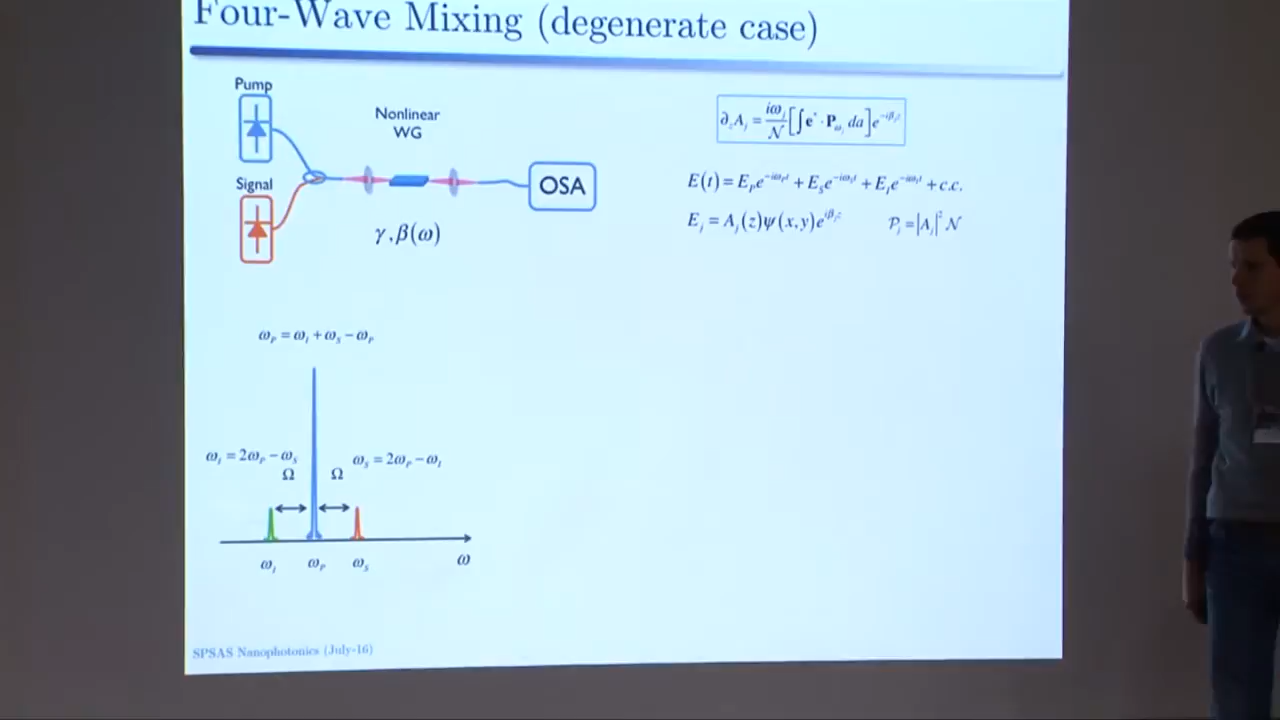 Four-Wave Mixing (degenerate case)
Pump
Nonlinear
WG
Signal
OSA
γ, β(ω)
∂_z A_j = iω_j/𝒩 [∫ e* · P_ω_j da] e^{-iβ_j z}
E(t) = E_P e^{-iω_P t} + E_S e^{-iω_S t} + E_I e^{-iω_I t} + c.c.
E_j = A_j(z)ψ(x,y)e^{iβ_j z}
𝒫_j = |A_j|² 𝒩
ω_P = ω_I + ω_S − ω_P
ω_I = 2ω_P − ω_S
ω_S = 2ω_P − ω_I
Ω
Ω
ω_I
ω_P
ω_S
ω
SPSAS Nanophotonics (July-16)